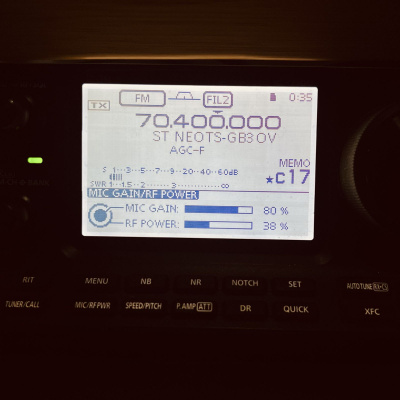 TX FM FIL2 0:35
70.400.000
ST NEOTS-GB3OV
AGC-F
MEMO
★C17
S 1··3··5··7··9··20··40··60dB
SWR 1··1.5··2····3········∞
MIC GAIN/RF POWER
MIC GAIN: 80 %
RF POWER: 38 %
RIT MENU NB NR NOTCH SET AUTOTUNE
TUNER/CALL MIC/RF PWR SPEED/PITCH P.AMP ATT DR QUICK XFC